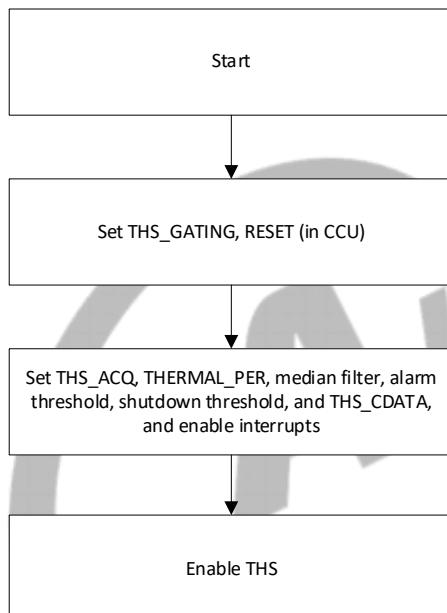 Start
Set THS_GATING, RESET (in CCU)
Set THS_ACQ, THERMAL_PER, median filter, alarm
threshold, shutdown threshold, and THS_CDATA,
and enable interrupts
Enable THS